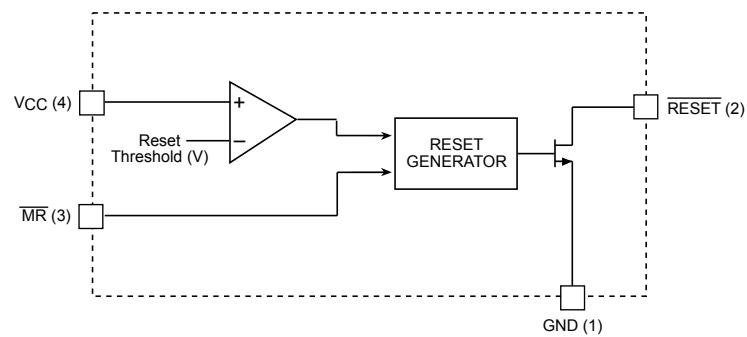 VCC (4)
+
Reset
Threshold (V)
−
RESET
GENERATOR
RESET (2)
MR (3)
GND (1)